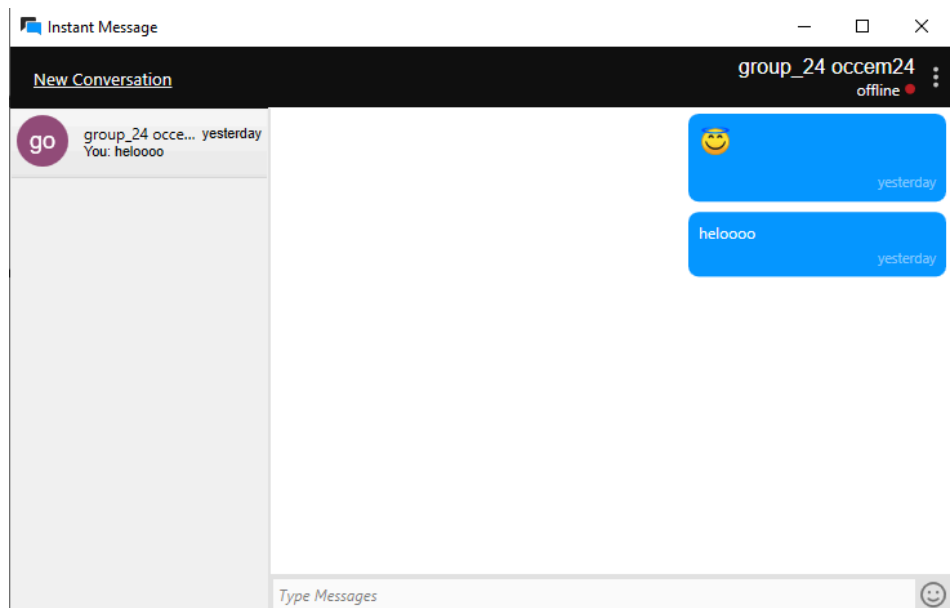 Instant Message
New Conversation
group_24 occem24
offline
go
group_24 occe... yesterday
You: heloooo
😇
yesterday
heloooo
yesterday
Type Messages